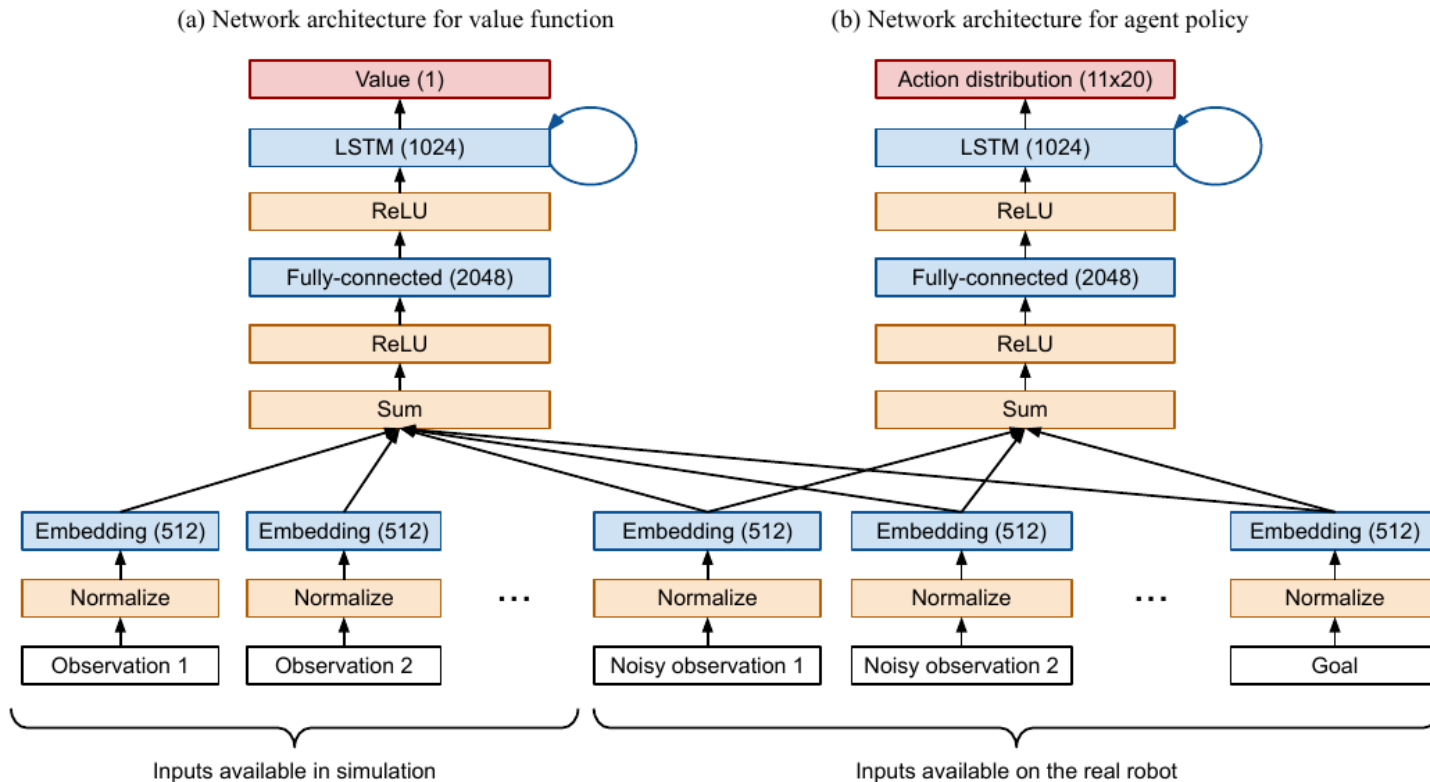 (a) Network architecture for value function
(b) Network architecture for agent policy
Value (1)
Action distribution (11x20)
LSTM (1024)
LSTM (1024)
ReLU
ReLU
Fully-connected (2048)
Fully-connected (2048)
ReLU
ReLU
Sum
Sum
Embedding (512)
Embedding (512)
Embedding (512)
Embedding (512)
Embedding (512)
Normalize
Normalize
...
Normalize
Normalize
...
Normalize
Observation 1
Observation 2
Noisy observation 1
Noisy observation 2
Goal
Inputs available in simulation
Inputs available on the real robot